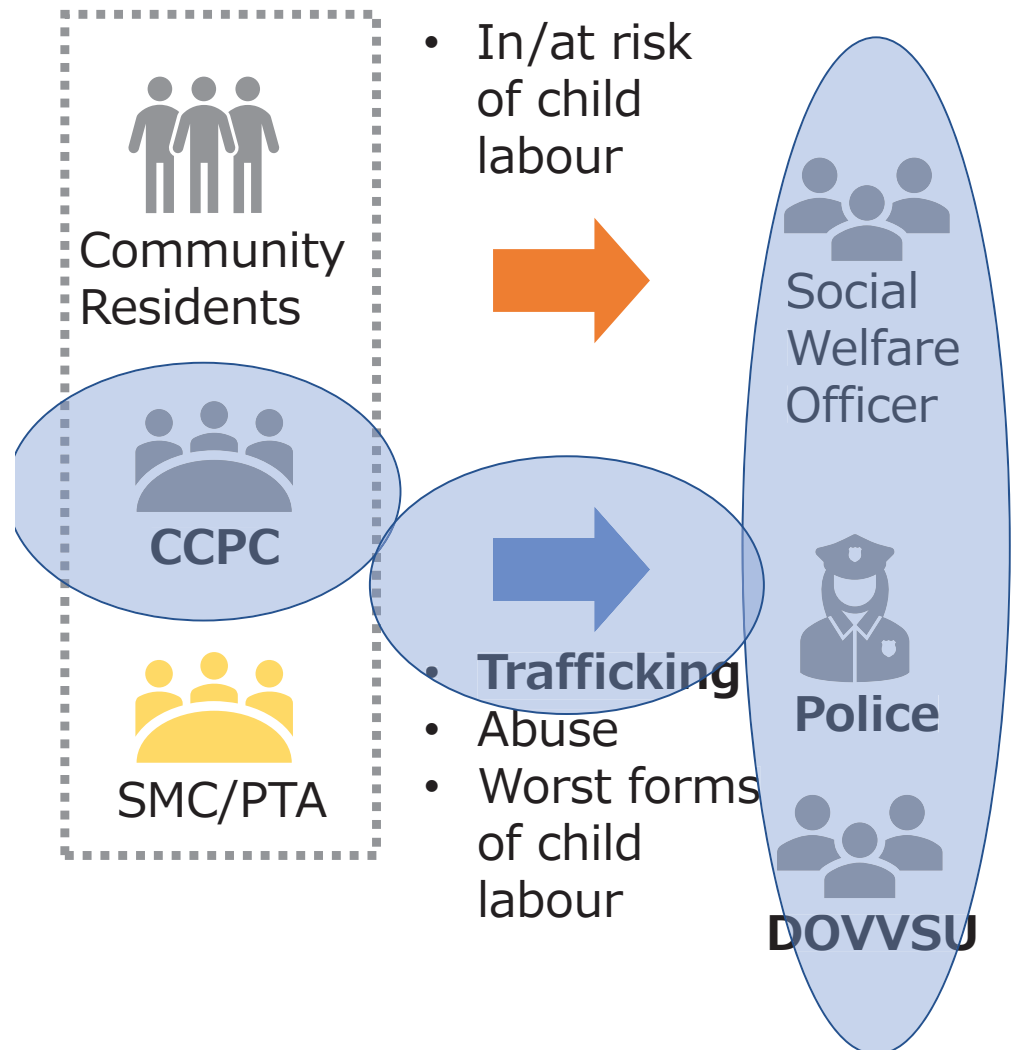 Community
Residents
CCPC
SMC/PTA
• In/at risk
of child
labour
• Trafficking
• Abuse
• Worst forms
of child
labour
Social
Welfare
Officer
Police
DOVVSU